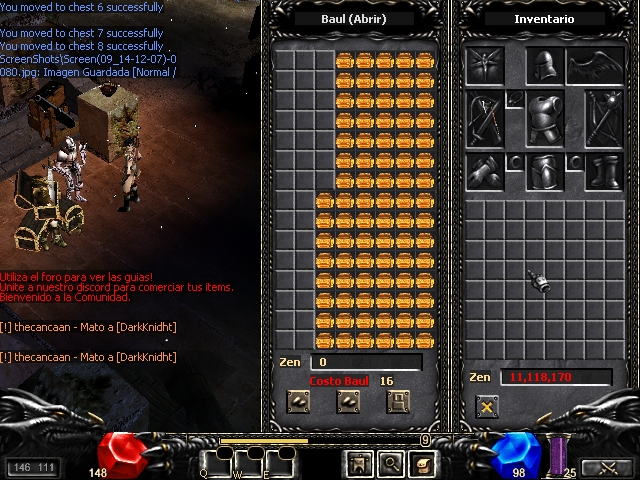 You moved to chest 6 successfully
You moved to chest 7 successfully
You moved to chest 8 successfully
ScreenShots\Screen(09_14-12-07)-0
080.jpg: Imagen Guardada [Normal /
Utiliza el foro para ver las guias!
Unite a nuestro discord para comerciar tus items.
Bienvenido a la Comunidad.
[!] thecancaan - Mato a [DarkKnidht]
[!] thecancaan - Mato a [DarkKnidht]
Baul (Abrir)
Zen 0
Costo Baul 16
Inventario
Zen 11,118,170
146 111
148
Q
W
E
9
98
25